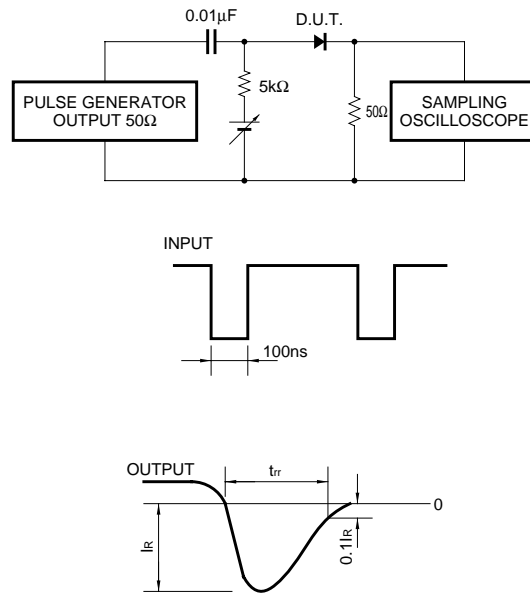 0.01μF
D.U.T.
5kΩ
PULSE GENERATOR
OUTPUT 50Ω
50Ω
SAMPLING
OSCILLOSCOPE
INPUT
100ns
OUTPUT
trr
0
IR
0.1IR